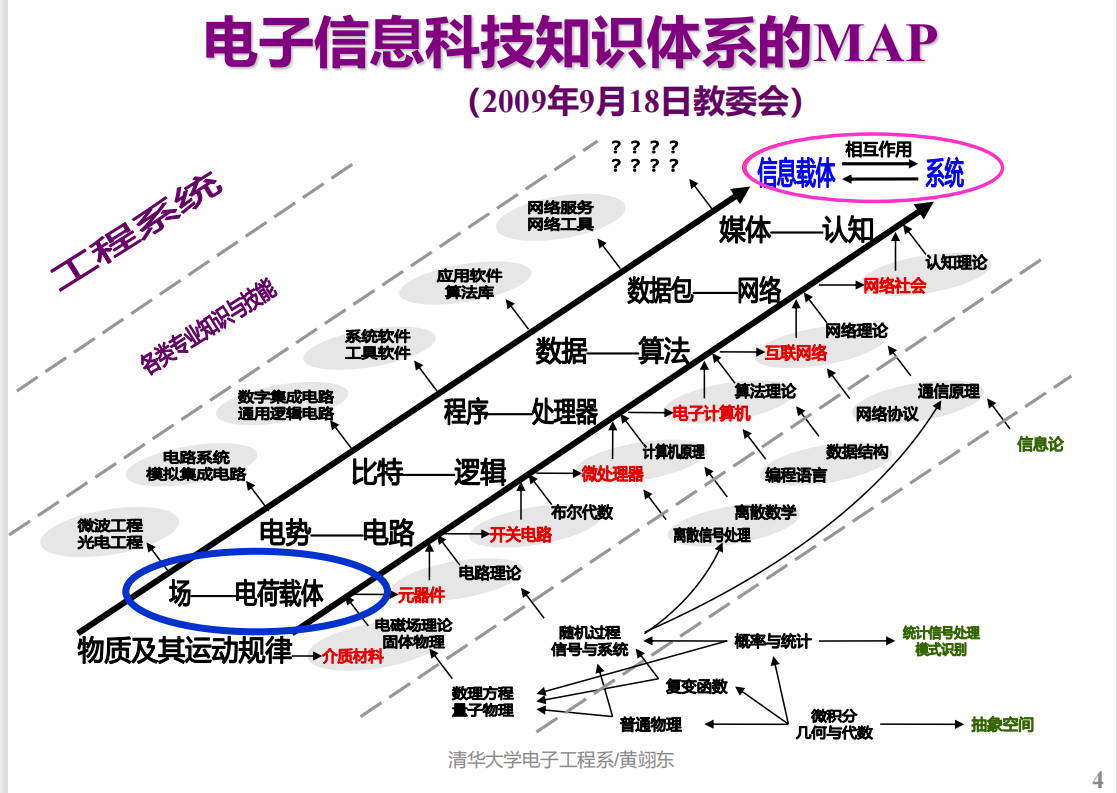 电子信息科技知识体系的MAP
(2009年9月18日教委会)
? ? ? ?
? ? ? ?
信息载体
相互作用
系统
工程系统
各类专业知识与技能
网络服务
网络工具
媒体——认知
认知理论
应用软件
算法库
数据包——网络
网络社会
系统软件
工具软件
数据——算法
互联网络
网络理论
数字集成电路
通用逻辑电路
程序——处理器
电子计算机
算法理论
网络协议
通信原理
信息论
电路系统
模拟集成电路
比特——逻辑
微处理器
计算机原理
编程语言
数据结构
微波工程
光电工程
电势——电路
开关电路
布尔代数
离散数学
离散信号处理
场——电荷载体
元器件
电路理论
物质及其运动规律
介质材料
电磁场理论
固体物理
随机过程
信号与系统
概率与统计
统计信号处理
模式识别
数理方程
量子物理
复变函数
普通物理
微积分
几何与代数
抽象空间
清华大学电子工程系/黄翊东
4